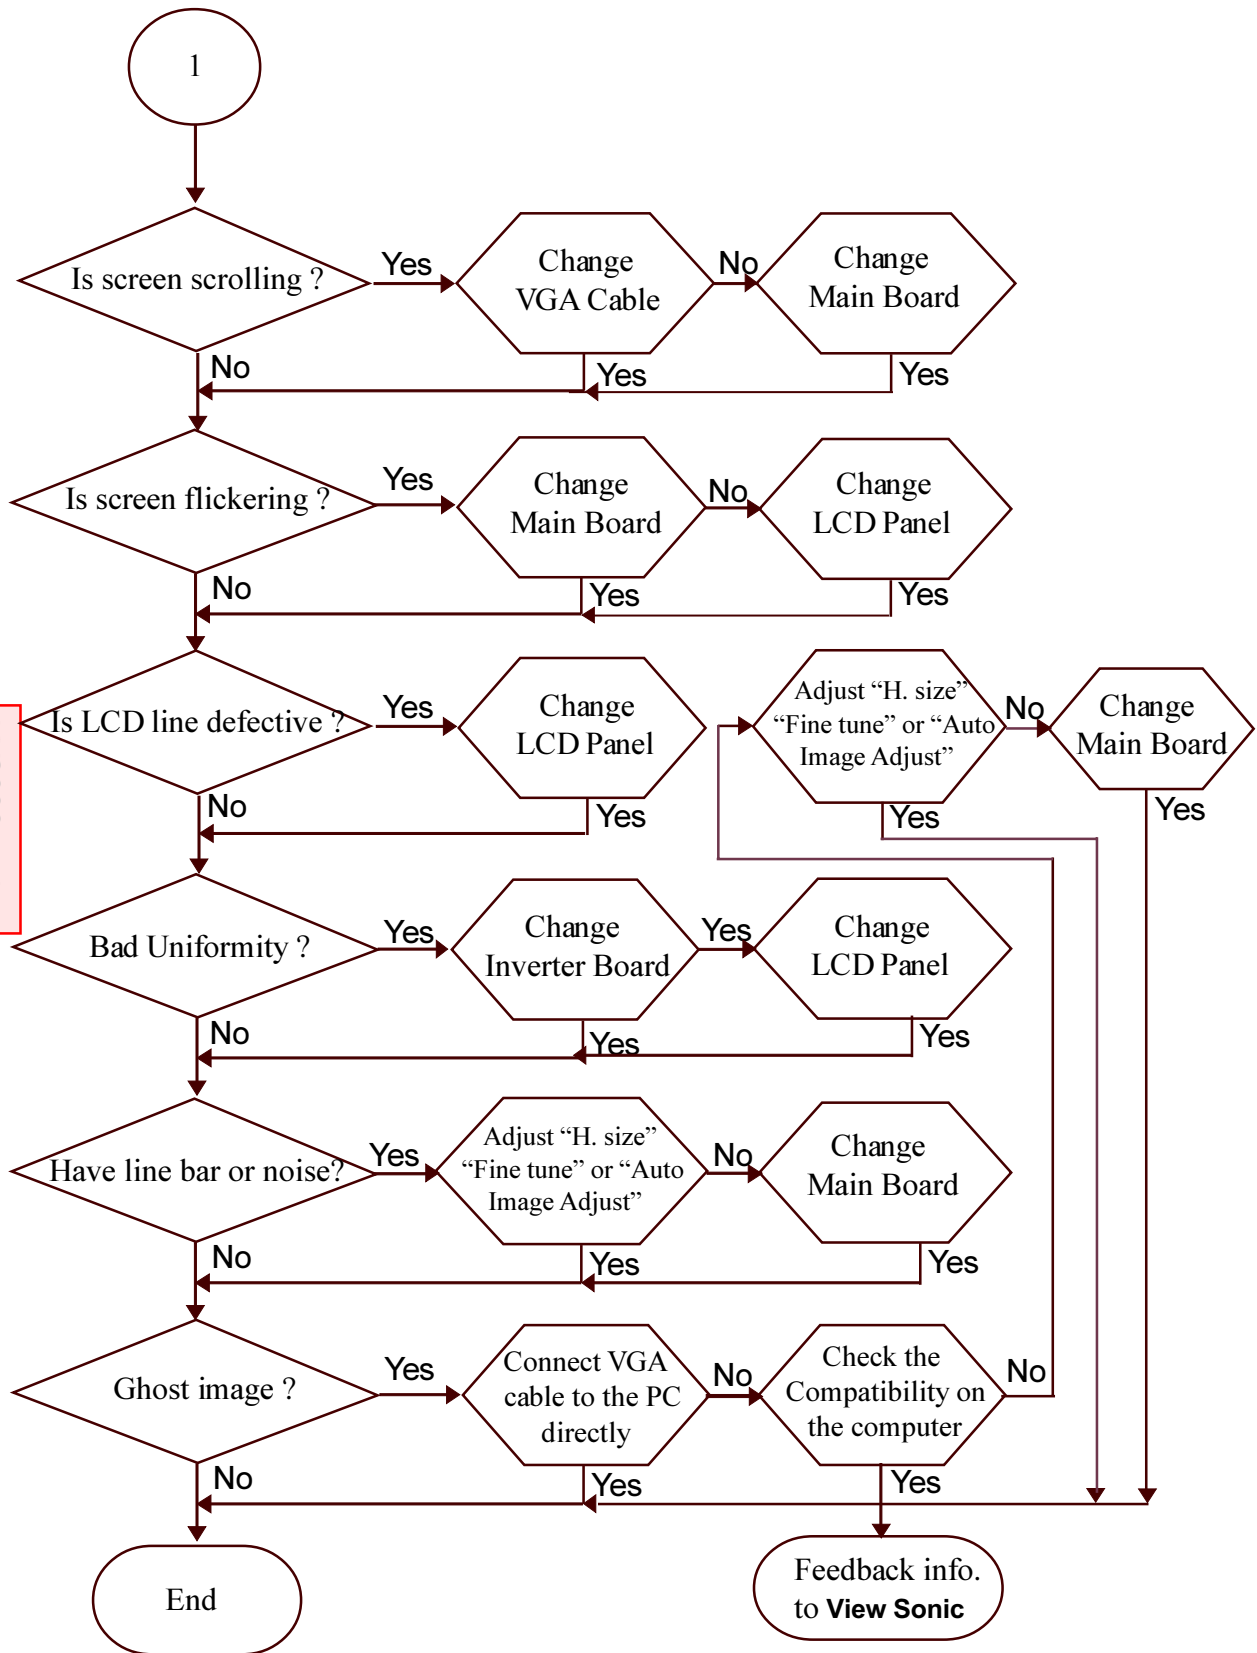 1
Is screen scrolling ?
Yes
Change
VGA Cable
No
Change
Main Board
No
Yes
Yes
Is screen flickering ?
Yes
Change
Main Board
No
Change
LCD Panel
No
Yes
Yes
Is LCD line defective ?
Yes
Change
LCD Panel
Adjust “H. size”
“Fine tune” or “Auto
Image Adjust”
No
Change
Main Board
No
Yes
Yes
Yes
Bad Uniformity ?
Yes
Change
Inverter Board
Yes
Change
LCD Panel
No
Yes
Yes
Have line bar or noise?
Yes
Adjust “H. size”
“Fine tune” or “Auto
Image Adjust”
No
Change
Main Board
No
Yes
Yes
Ghost image ?
Yes
Connect VGA
cable to the PC
directly
No
Check the
Compatibility on
the computer
No
No
Yes
Yes
End
Feedback info.
to View Sonic